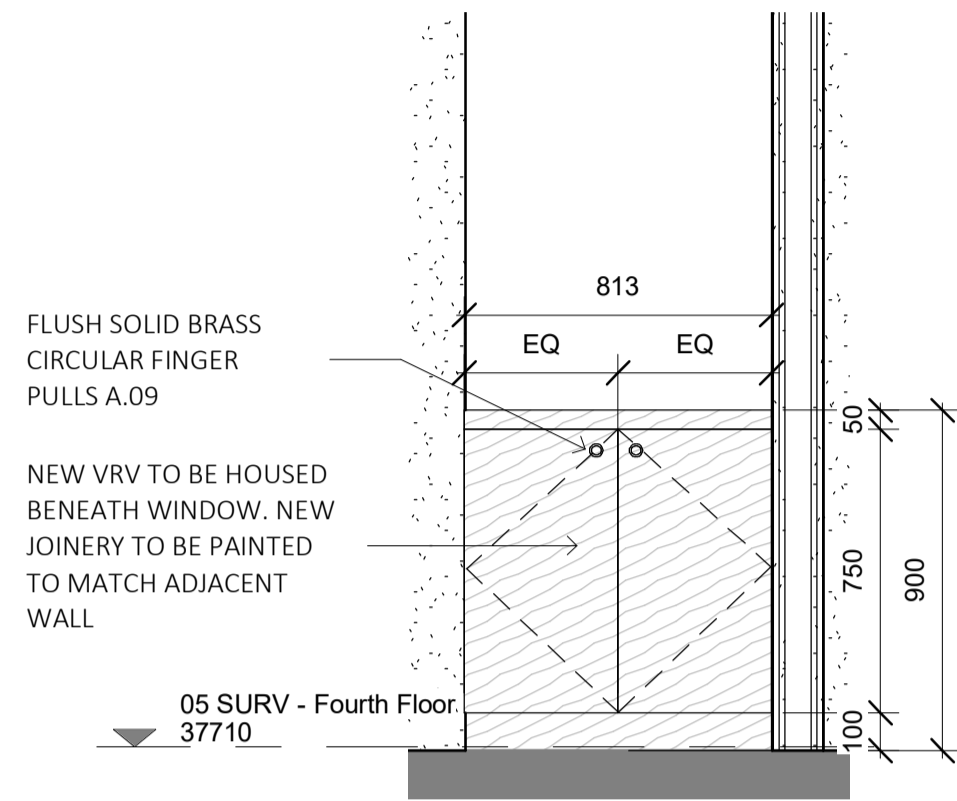 813
EQ
EQ
FLUSH SOLID BRASS
CIRCULAR FINGER
PULLS A.09
NEW VRV TO BE HOUSED
BENEATH WINDOW. NEW
JOINERY TO BE PAINTED
TO MATCH ADJACENT
WALL
50
750
900
100
05 SURV - Fourth Floor
37710